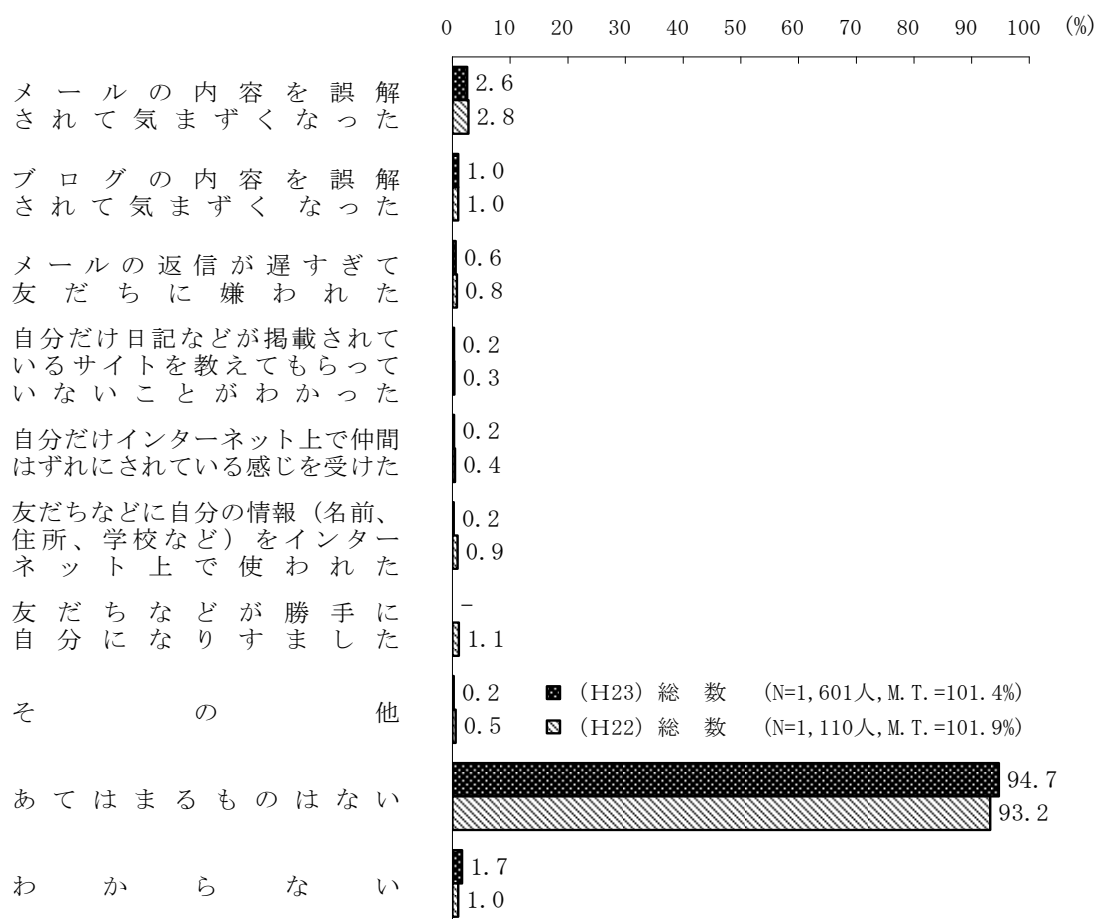 0 10 20 30 40 50 60 70 80 90 100 (%)
メールの内容を誤解
されて気まずくなった
2.6
2.8
ブログの内容を誤解
されて気まずくなった
1.0
1.0
メールの返信が遅すぎて
友だちに嫌われた
0.6
0.8
自分だけ日記などが掲載されて
いるサイトを教えてもらって
いないことがわかった
0.2
0.3
自分だけインターネット上で仲間
はずれにされている感じを受けた
0.2
0.4
友だちなどに自分の情報（名前、
住所、学校など）をインター
ネット上で使われた
0.2
0.9
友だちなどが勝手に
自分になりすました
-
1.1
その他
0.2
0.5
（H23）総 数 (N=1,601人,M.T.=101.4%)
（H22）総 数 (N=1,110人,M.T.=101.9%)
あてはまるものはない
94.7
93.2
わからない
1.7
1.0